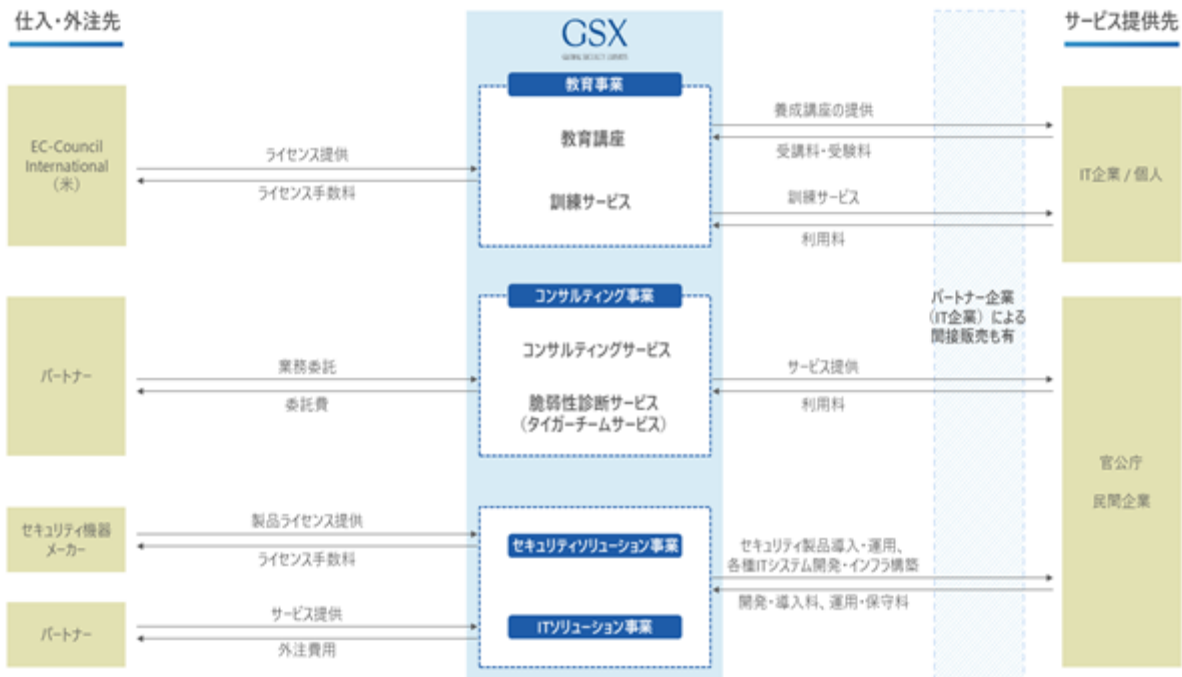 仕入・外注先
GSX
サービス提供先
教育事業
EC-Council
International
（米）
ライセンス提供
ライセンス手数料
教育講座
訓練サービス
養成講座の提供
受講料・受験料
訓練サービス
利用料
IT企業 / 個人
コンサルティング事業
パートナー企業
（IT企業）による
間接販売も有
パートナー
業務委託
委託費
コンサルティングサービス
脆弱性診断サービス
（タイガーチームサービス）
サービス提供
利用料
官公庁
民間企業
セキュリティ機器
メーカー
製品ライセンス提供
ライセンス手数料
セキュリティソリューション事業
セキュリティ製品導入・運用、
各種ITシステム開発・インフラ構築
開発・導入料、運用・保守料
パートナー
サービス提供
外注費用
ITソリューション事業